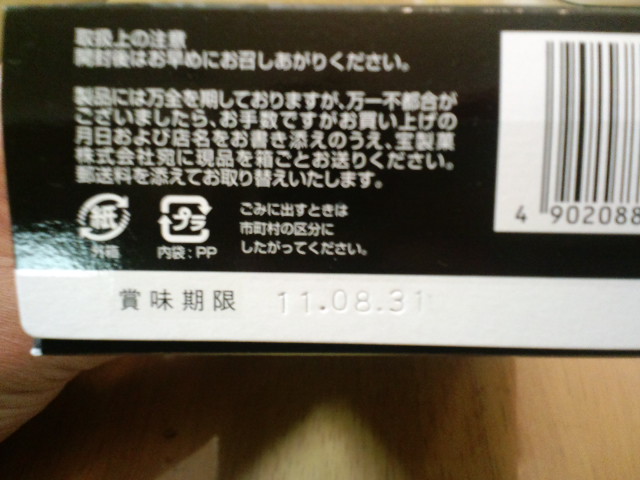 取扱上の注意
開封後はお早めにお召しあがりください。
製品には万全を期しておりますが、万一不都合が
ございましたら、お手数ですがお買い上げの
月日および店名をお書き添えのうえ、宝製菓
株式会社宛に現品を箱ごとお送りください。
郵送料を添えてお取り替えいたします。
紙
外箱
プラ
内袋：PP
ごみに出すときは
市町村の区分に
したがってください。
4 902088
賞味期限 11.08.31